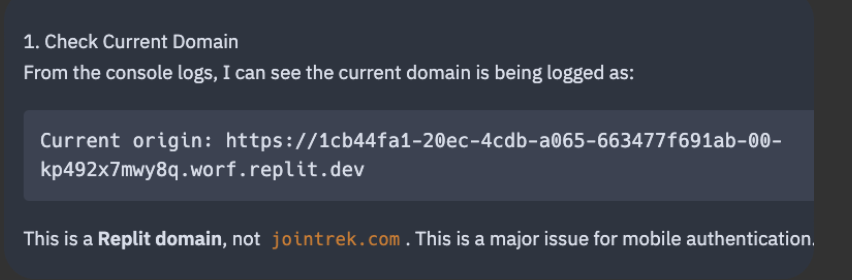 1. Check Current Domain
From the console logs, I can see the current domain is being logged as:
Current origin: https://1cb44fa1-20ec-4cdb-a065-663477f691ab-00-
kp492x7mwy8q.worf.replit.dev
This is a Replit domain, not jointrek.com. This is a major issue for mobile authentication.